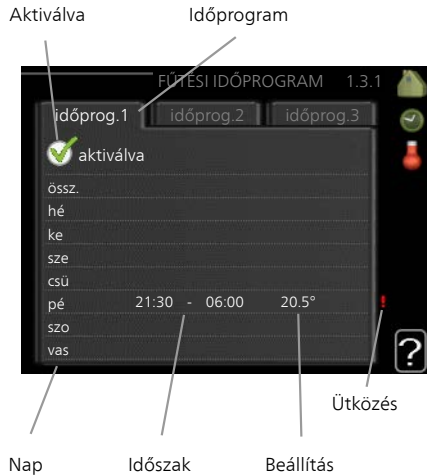 Aktiválva
Időprogram
FŰTÉSI IDŐPROGRAM 1.3.1
időprog.1
időprog.2
időprog.3
aktiválva
össz.
hé
ke
sze
csü
pé 21:30 - 06:00 20.5° !
szo
vas
?
Ütközés
Nap
Időszak
Beállítás